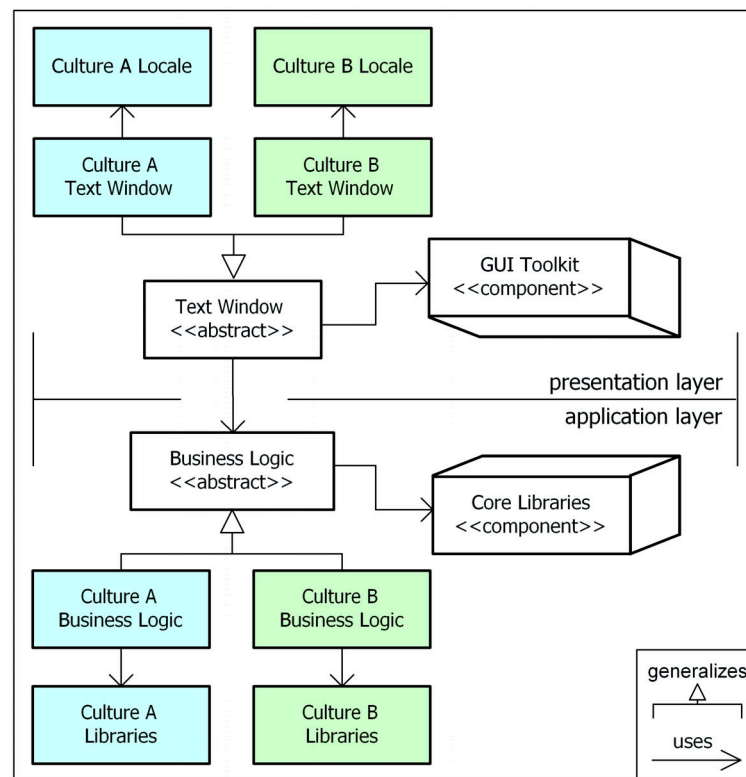 Culture A Locale
Culture B Locale
Culture A
Text Window
Culture B
Text Window
GUI Toolkit
<<component>>
Text Window
<<abstract>>
presentation layer
application layer
Business Logic
<<abstract>>
Core Libraries
<<component>>
Culture A
Business Logic
Culture B
Business Logic
Culture A
Libraries
Culture B
Libraries
generalizes
uses